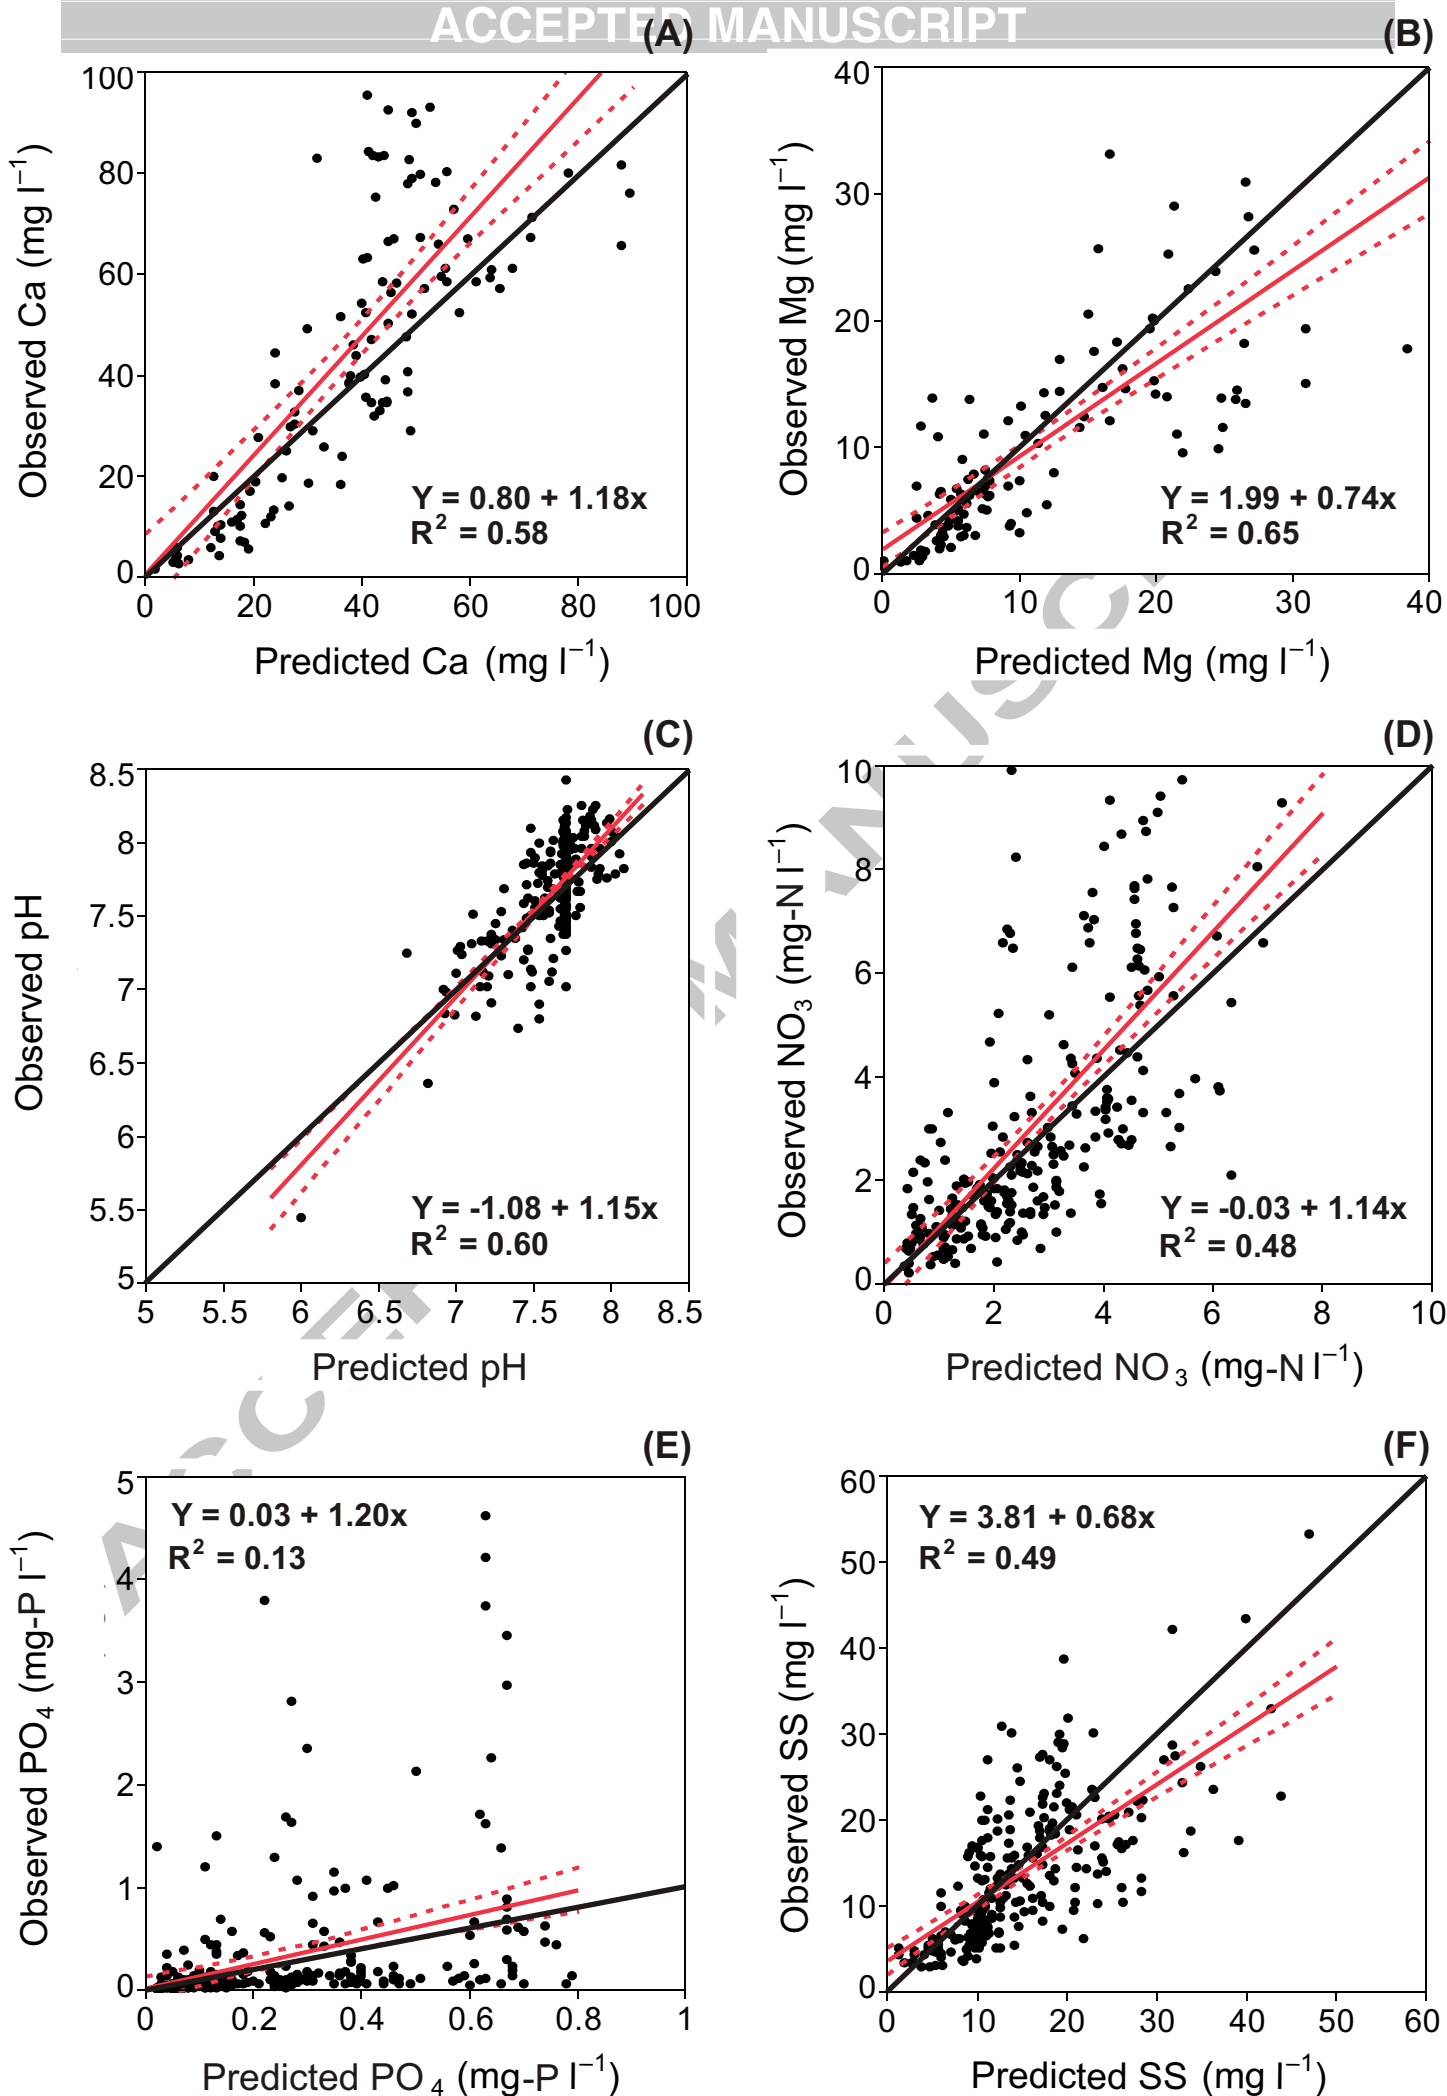 ACCEPTED MANUSCRIPT
(A)
100
80
60
40
20
0
0 20 40 60 80 100
Observed Ca (mg l⁻¹)
Predicted Ca (mg l⁻¹)
Y = 0.80 + 1.18x
R² = 0.58
(B)
40
30
20
10
0
0 10 20 30 40
Observed Mg (mg l⁻¹)
Predicted Mg (mg l⁻¹)
Y = 1.99 + 0.74x
R² = 0.65
(C)
8.5
8
7.5
7
6.5
6
5.5
5
5 5.5 6 6.5 7 7.5 8 8.5
Observed pH
Predicted pH
Y = -1.08 + 1.15x
R² = 0.60
(D)
10
8
6
4
2
0
0 2 4 6 8 10
Observed NO₃ (mg-N l⁻¹)
Predicted NO₃ (mg-N l⁻¹)
Y = -0.03 + 1.14x
R² = 0.48
(E)
5
4
3
2
1
0
0 0.2 0.4 0.6 0.8 1
Observed PO₄ (mg-P l⁻¹)
Predicted PO₄ (mg-P l⁻¹)
Y = 0.03 + 1.20x
R² = 0.13
(F)
60
50
40
30
20
10
0
0 10 20 30 40 50 60
Observed SS (mg l⁻¹)
Predicted SS (mg l⁻¹)
Y = 3.81 + 0.68x
R² = 0.49